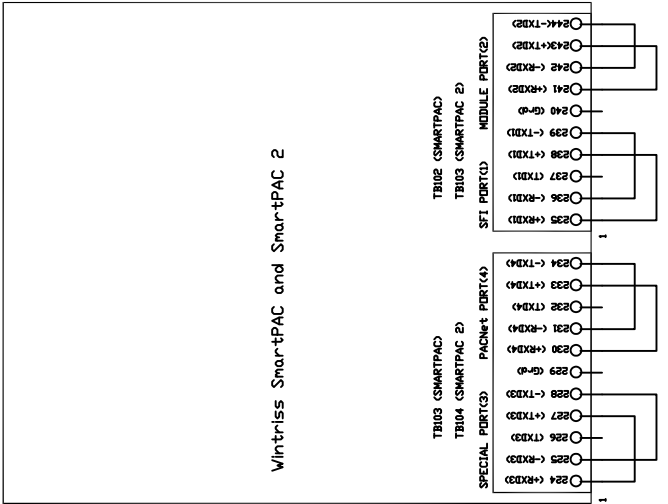 Wintriss SmartPAC and SmartPAC 2
TB102 (SMARTPAC)
TB103 (SMARTPAC 2)
MODULE PORT(2)
SFI PORT(1)
244(-TXD2)
243(+TXD2)
242 (-RXD2)
241 (+RXD2)
240 (Grd)
239 (-TXD1)
238 (+TXD1)
237 (TXD1)
236 (-RXD1)
235 (+RXD1)
1
TB103 (SMARTPAC)
TB104 (SMARTPAC 2)
PACNet PORT(4)
SPECIAL PORT(3)
234 (-TXD4)
233 (+TXD4)
232 (TXD4)
231 (-RXD4)
230 (+RXD4)
229 (Grd)
228 (-TXD3)
227 (+TXD3)
226 (TXD3)
225 (-RXD3)
224 (+RXD3)
1